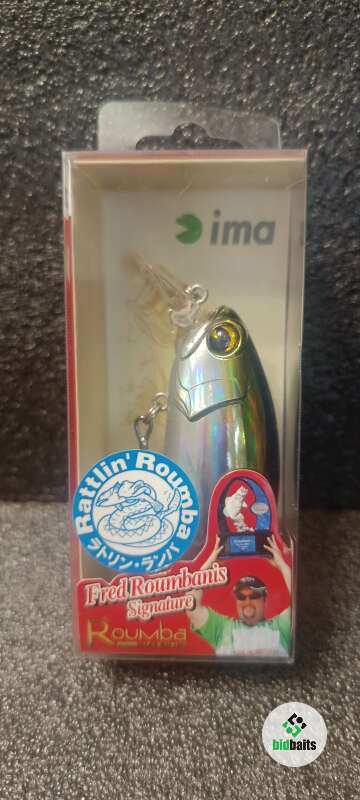 ima
Rattlin' Roumba
ラトリン・ランバ
Fred Roumbanis
Signature
Roumba
bidbaits